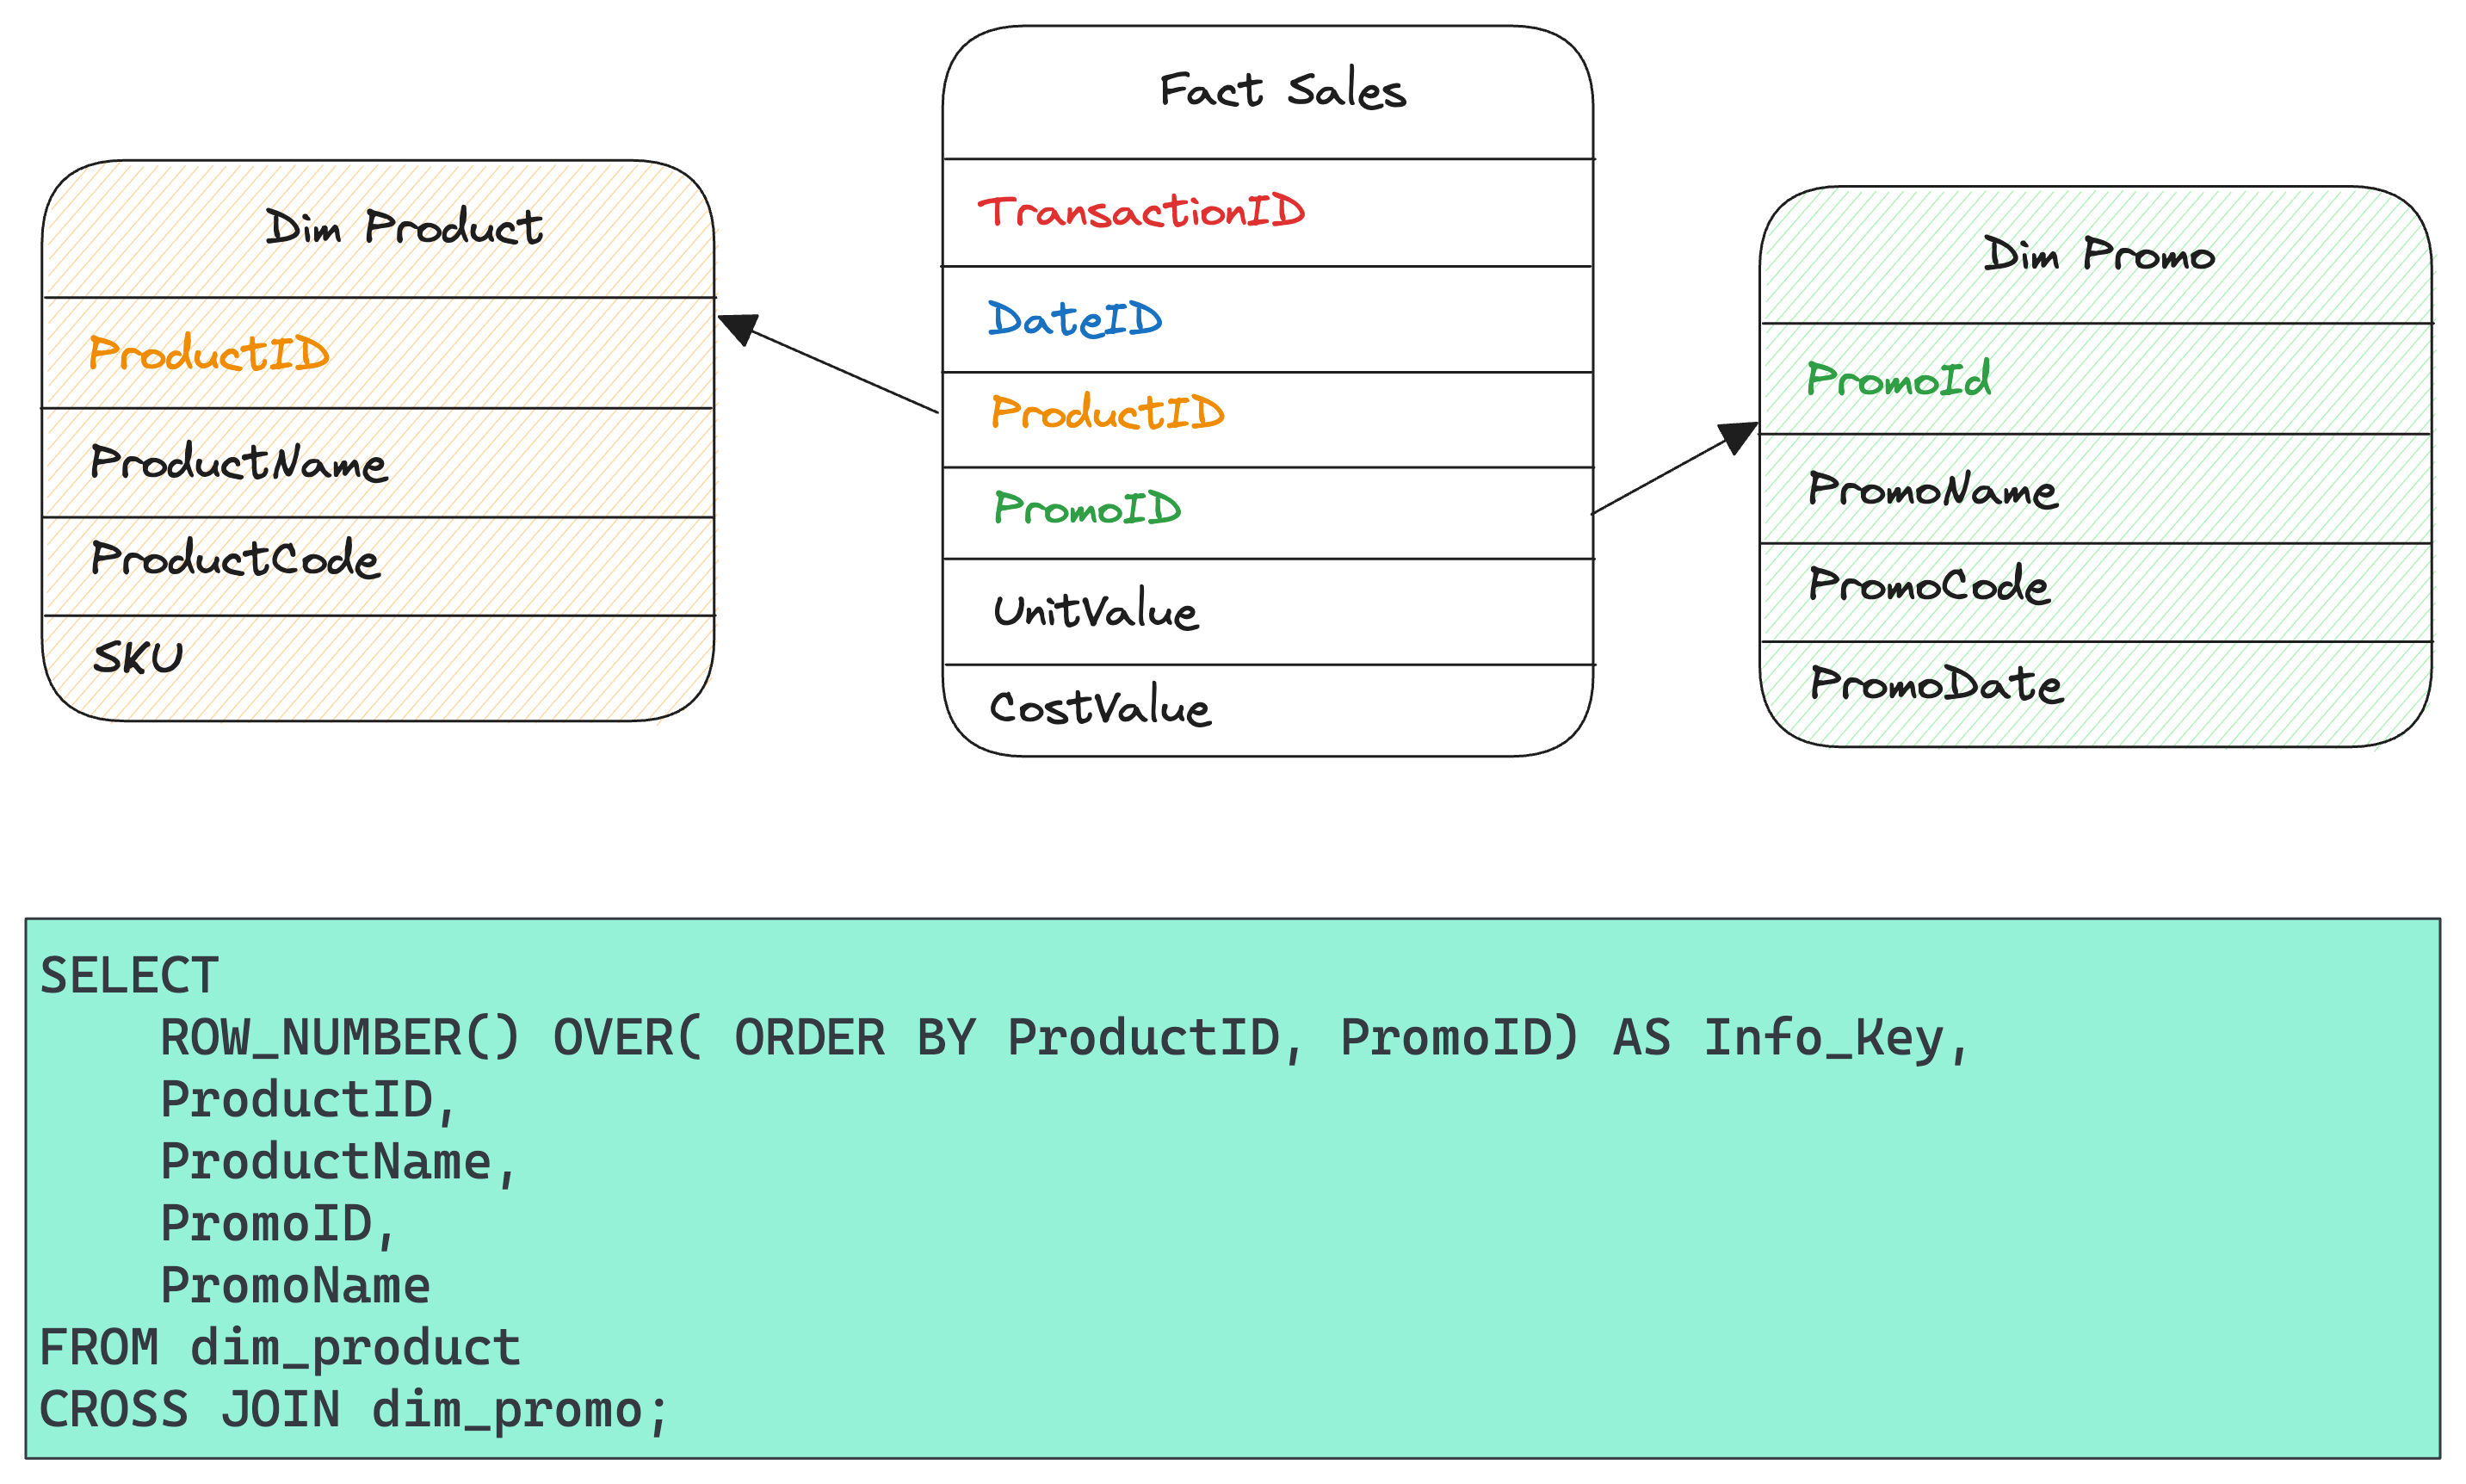 Fact Sales
TransactionID
DateID
ProductID
PromoID
UnitValue
CostValue
Dim Product
ProductID
ProductName
ProductCode
SKU
Dim Promo
PromoId
PromoName
PromoCode
PromoDate
SELECT
ROW_NUMBER() OVER( ORDER BY ProductID, PromoID) AS Info_Key,
ProductID,
ProductName,
PromoID,
PromoName
FROM dim_product
CROSS JOIN dim_promo;